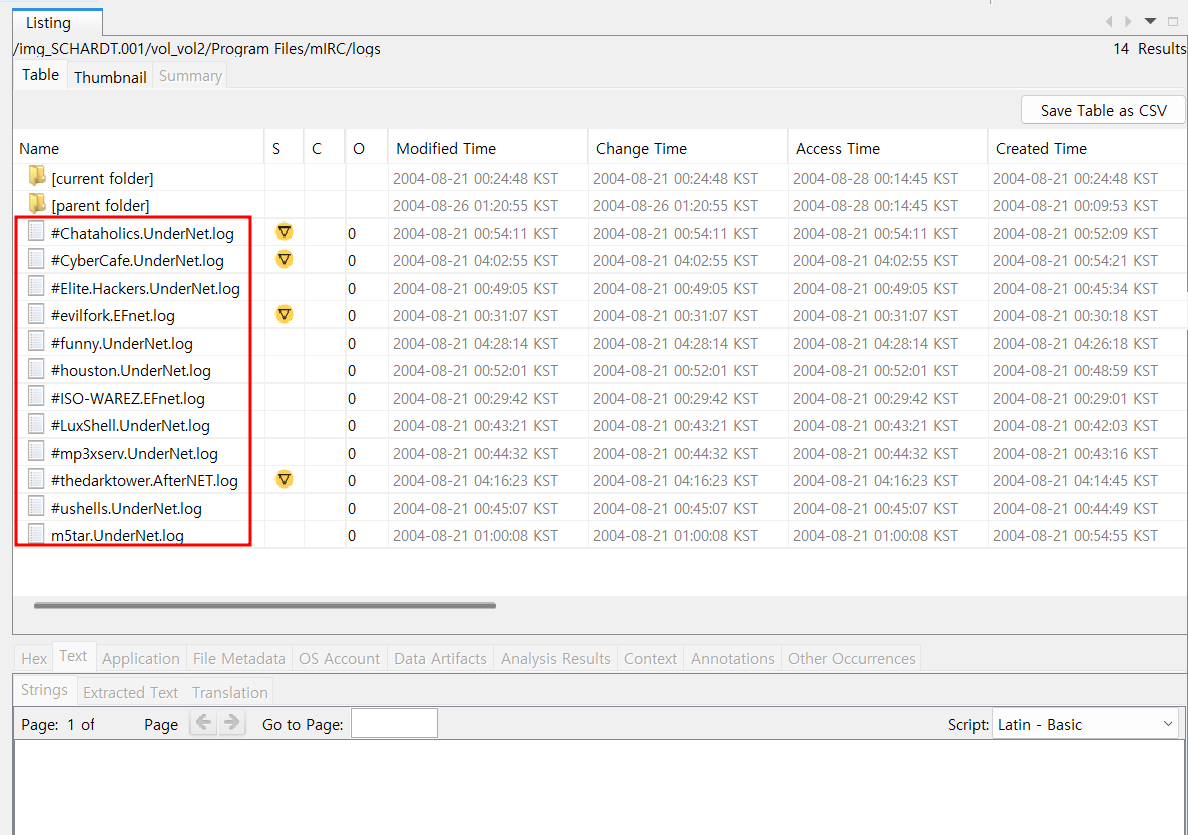 Listing
/img_SCHARDT.001/vol_vol2/Program Files/mIRC/logs 14 Results
Table Thumbnail Summary
Save Table as CSV
Name S C O Modified Time Change Time Access Time Created Time
[current folder] 2004-08-21 00:24:48 KST 2004-08-21 00:24:48 KST 2004-08-28 00:14:45 KST 2004-08-21 00:24:48 KST
[parent folder] 2004-08-26 01:20:55 KST 2004-08-26 01:20:55 KST 2004-08-28 00:14:45 KST 2004-08-21 00:09:53 KST
#Chataholics.UnderNet.log 0 2004-08-21 00:54:11 KST 2004-08-21 00:54:11 KST 2004-08-21 00:54:11 KST 2004-08-21 00:52:09 KST
#CyberCafe.UnderNet.log 0 2004-08-21 04:02:55 KST 2004-08-21 04:02:55 KST 2004-08-21 04:02:55 KST 2004-08-21 00:54:21 KST
#Elite.Hackers.UnderNet.log 0 2004-08-21 00:49:05 KST 2004-08-21 00:49:05 KST 2004-08-21 00:49:05 KST 2004-08-21 00:45:34 KST
#evilfork.EFnet.log 0 2004-08-21 00:31:07 KST 2004-08-21 00:31:07 KST 2004-08-21 00:31:07 KST 2004-08-21 00:30:18 KST
#funny.UnderNet.log 0 2004-08-21 04:28:14 KST 2004-08-21 04:28:14 KST 2004-08-21 04:28:14 KST 2004-08-21 04:26:18 KST
#houston.UnderNet.log 0 2004-08-21 00:52:01 KST 2004-08-21 00:52:01 KST 2004-08-21 00:52:01 KST 2004-08-21 00:48:59 KST
#ISO-WAREZ.EFnet.log 0 2004-08-21 00:29:42 KST 2004-08-21 00:29:42 KST 2004-08-21 00:29:42 KST 2004-08-21 00:29:01 KST
#LuxShell.UnderNet.log 0 2004-08-21 00:43:21 KST 2004-08-21 00:43:21 KST 2004-08-21 00:43:21 KST 2004-08-21 00:42:03 KST
#mp3xserv.UnderNet.log 0 2004-08-21 00:44:32 KST 2004-08-21 00:44:32 KST 2004-08-21 00:44:32 KST 2004-08-21 00:43:16 KST
#thedarktower.AfterNET.log 0 2004-08-21 04:16:23 KST 2004-08-21 04:16:23 KST 2004-08-21 04:16:23 KST 2004-08-21 04:14:45 KST
#ushells.UnderNet.log 0 2004-08-21 00:45:07 KST 2004-08-21 00:45:07 KST 2004-08-21 00:45:07 KST 2004-08-21 00:44:49 KST
m5tar.UnderNet.log 0 2004-08-21 01:00:08 KST 2004-08-21 01:00:08 KST 2004-08-21 01:00:08 KST 2004-08-21 00:54:55 KST
Hex Text Application File Metadata OS Account Data Artifacts Analysis Results Context Annotations Other Occurrences
Strings Extracted Text Translation
Page: 1 of Page Go to Page: Script: Latin - Basic